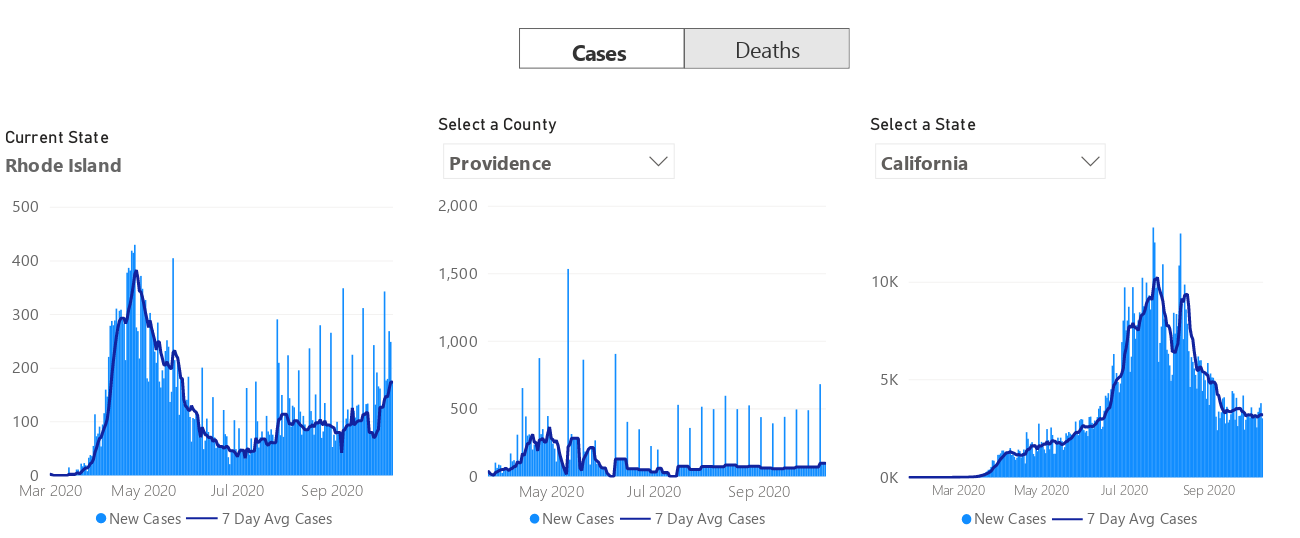 Cases Deaths
Current State
Rhode Island
500
400
300
200
100
0
Mar 2020 May 2020 Jul 2020 Sep 2020
New Cases 7 Day Avg Cases
Select a County
Providence
2,000
1,500
1,000
500
0
May 2020 Jul 2020 Sep 2020
New Cases 7 Day Avg Cases
Select a State
California
10K
5K
0K
Mar 2020 May 2020 Jul 2020 Sep 2020
New Cases 7 Day Avg Cases